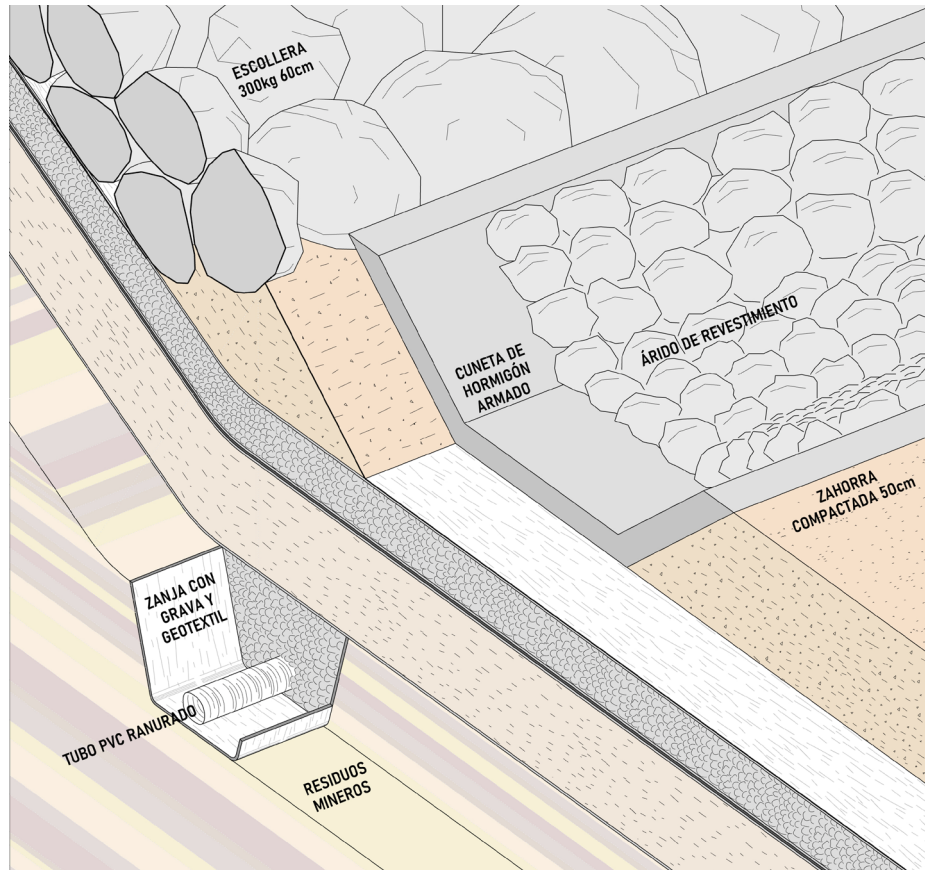 ESCOLLERA
300kg 60cm
ÁRIDO DE REVESTIMIENTO
CUNETA DE
HORMIGÓN
ARMADO
ZAHORRA
COMPACTADA 50cm
ZANJA CON
GRAVA Y
GEOTEXTIL
TUBO PVC RANURADO
RESIDUOS
MINEROS